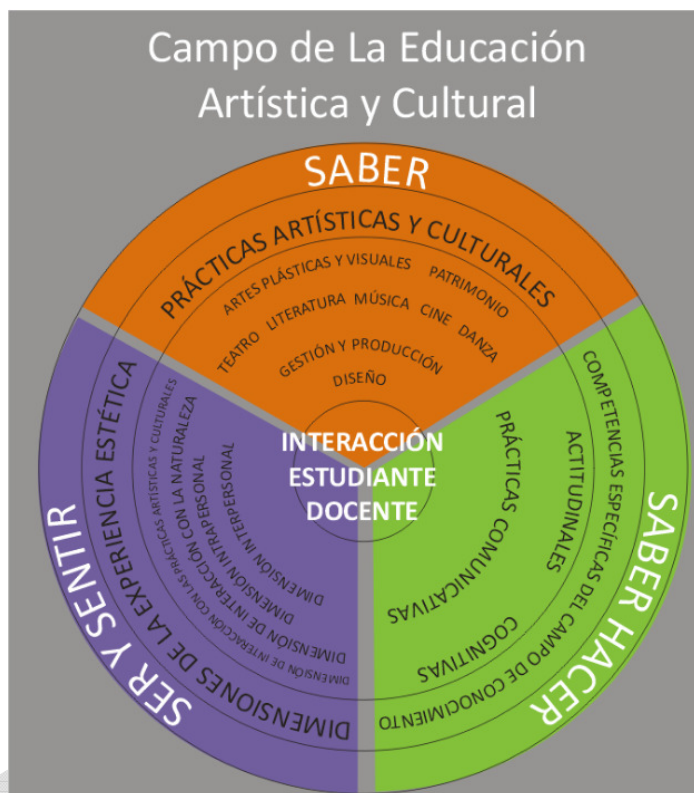 Campo de La Educación
Artística y Cultural
SABER
PRÁCTICAS ARTÍSTICAS Y CULTURALES
ARTES PLÁSTICAS Y VISUALES PATRIMONIO
TEATRO LITERATURA MÚSICA CINE DANZA
GESTIÓN Y PRODUCCIÓN
DISEÑO
INTERACCIÓN
ESTUDIANTE
DOCENTE
SABER HACER
COMPETENCIAS ESPECÍFICAS DEL CAMPO DE CONOCIMIENTO
ACTITUDINALES
COGNITIVAS
PRÁCTICAS COMUNICATIVAS
SER Y SENTIR
DIMENSIONES DE LA EXPERIENCIA ESTÉTICA
DIMENSIÓN DE INTERACCIÓN CON LAS PRÁCTICAS ARTÍSTICAS Y CULTURALES
DIMENSIÓN DE INTERACCIÓN CON LA NATURALEZA
DIMENSIÓN INTRAPERSONAL
DIMENSIÓN INTERPERSONAL